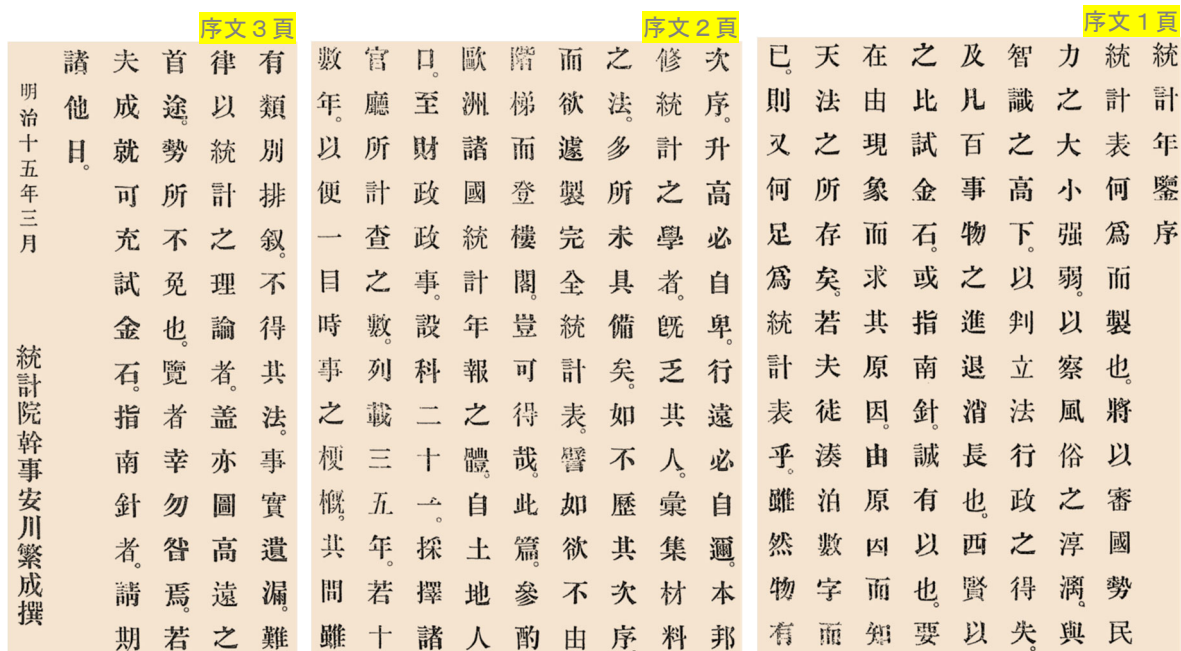 序文1頁
統計年鑒序
統計表何爲而製也。將以審國勢民
力之大小强弱。以察風俗之淳漓。與
智識之高下。以判立法行政之得失。
及凡百事物之進退消長也。西賢以
之比試金石。或指南針。誠有以也。要
在由現象而求其原因。由原因而知
天法之所存矣。若夫徒湊泊數字而
已。則又何足爲統計表乎。雖然物有
序文2頁
次序。升高必自卑。行遠必自邇。本邦
修統計之學者。旣乏其人。彙集材料
之法。多所未具備矣。如不歷其次序。
而欲遽製完全統計表。譬如欲不由
階梯而登樓閣。豈可得哉。此篇。參酌
歐洲諸國統計年報之體。自土地人
口。至財政政事。設科二十一。採擇諸
官廳所計查之數。列載三五年。若十
數年。以便一目時事之梗槪。其間雖
序文3頁
有類別排叙。不得其法。事實遺漏。難
律以統計之理論者。盖亦圖高遠之
首途。勢所不免也。覽者幸勿咎焉。若
夫成就可充試金石。指南針者。請期
諸他日。
明治十五年三月
統計院幹事安川繁成撰